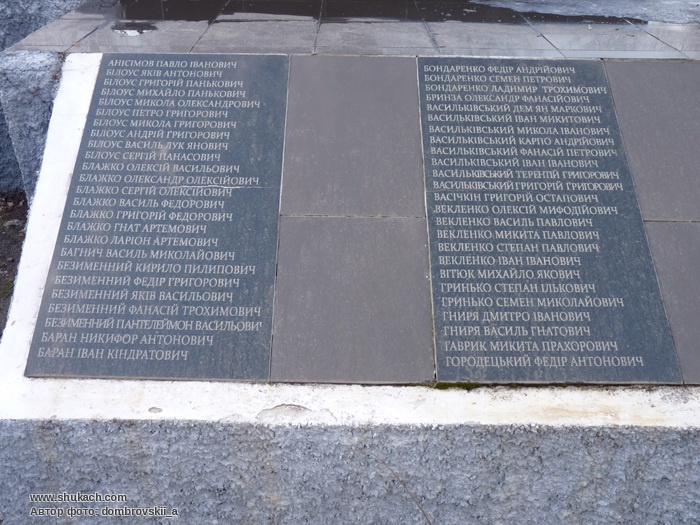 АНІСІМОВ ПАВЛО ІВАНОВИЧ
БІЛОУС ЯКІВ АНТОНОВИЧ
БІЛОУС ГРИГОРІЙ ПАНЬКОВИЧ
БІЛОУС МИХАЙЛО ПАНЬКОВИЧ
БІЛОУС МИКОЛА ОЛЕКСАНДРОВИЧ
БІЛОУС ПЕТРО ГРИГОРОВИЧ
БІЛОУС МИКОЛА ГРИГОРОВИЧ
БІЛОУС АНДРІЙ ГРИГОРОВИЧ
БІЛОУС ВАСИЛЬ ЛУК ЯНОВИЧ
БІЛОУС СЕРГІЙ ПАНАСОВИЧ
БЛАЖКО ОЛЕКСІЙ ВАСИЛЬОВИЧ
БЛАЖКО ОЛЕКСАНДР ОЛЕКСІЙОВИЧ
БЛАЖКО СЕРГІЙ ОЛЕКСІЙОВИЧ
БЛАЖКО ВАСИЛЬ ФЕДОРОВИЧ
БЛАЖКО ГРИГОРІЙ ФЕДОРОВИЧ
БЛАЖКО ГНАТ АРТЕМОВИЧ
БЛАЖКО ЛАРІОН АРТЕМОВИЧ
БАГНИЧ ВАСИЛЬ МИКОЛАЙОВИЧ
БЕЗИМЕННИЙ КИРИЛО ПИЛИПОВИЧ
БЕЗИМЕННИЙ ФЕДІР ГРИГОРОВИЧ
БЕЗИМЕННИЙ ЯКІВ ВАСИЛЬОВИЧ
БЕЗИМЕННИЙ ФАНАСІЙ ТРОХИМОВИЧ
БЕЗИМЕННИЙ ПАНТЕЛЕЙМОН ВАСИЛЬОВИЧ
БАРАН НИКИФОР АНТОНОВИЧ
БАРАН ІВАН КІНДРАТОВИЧ
БОНДАРЕНКО ФЕДІР АНДРІЙОВИЧ
БОНДАРЕНКО СЕМЕН ПЕТРОВИЧ
БОНДАРЕНКО ЛАДИМИР ТРОХИМОВИЧ
БРИНЗА ОЛЕКСАНДР ФАНАСІЙОВИЧ
ВАСИЛЬКІВСЬКИЙ ДЕМ ЯН МАРКОВИЧ
ВАСИЛЬКІВСЬКИЙ ІВАН МИКИТОВИЧ
ВАСИЛЬКІВСЬКИЙ МИКОЛА ІВАНОВИЧ
ВАСИЛЬКІВСЬКИЙ КАРПО АНДРІЙОВИЧ
ВАСИЛЬКІВСЬКИЙ ФАНАСІЙ ПЕТРОВИЧ
ВАСИЛЬКІВСЬКИЙ ІВАН ІВАНОВИЧ
ВАСИЛЬКІВСЬКИЙ ТЕРЕНТІЙ ГРИГОРОВИЧ
ВАСИЛЬКІВСЬКИЙ ГРИГОРІЙ ГРИГОРОВИЧ
ВАСІЧКІН ГРИГОРІЙ ОСТАПОВИЧ
ВЕКЛЕНКО ОЛЕКСІЙ МИФОДІЙОВИЧ
ВЕКЛЕНКО ВАСИЛЬ ПАВЛОВИЧ
ВЕКЛЕНКО МИКИТА ПАВЛОВИЧ
ВЕКЛЕНКО СТЕПАН ПАВЛОВИЧ
ВЕКЛЕНКО ІВАН ІВАНОВИЧ
ВІТЮК МИХАЙЛО ЯКОВИЧ
ГРИНЬКО СТЕПАН ІЛЬКОВИЧ
ГРИНЬКО СЕМЕН МИКОЛАЙОВИЧ
ГНИРЯ ДМИТРО ІВАНОВИЧ
ГНИРЯ ВАСИЛЬ ГНАТОВИЧ
ГАВРИК МИКИТА ПРАХОРОВИЧ
ГОРОДЕЦЬКИЙ ФЕДІР АНТОНОВИЧ
www.shukach.com
Автор фото: dombrovskii_a